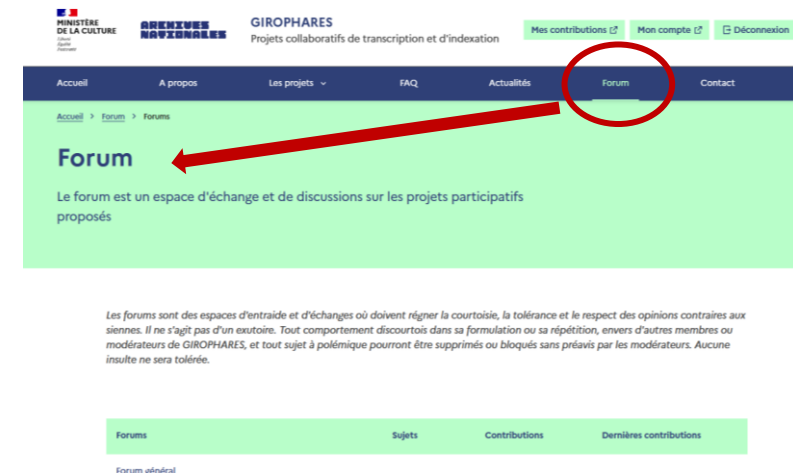 MINISTÈRE
DE LA CULTURE
Liberté
Égalité
Fraternité
ARCHIVES
NATIONALES
GIROPHARES
Projets collaboratifs de transcription et d'indexation
Mes contributions
Mon compte
Déconnexion
Accueil
A propos
Les projets
FAQ
Actualités
Forum
Contact
Accueil > Forum > Forums
Forum
Le forum est un espace d'échange et de discussions sur les projets participatifs
proposés
Les forums sont des espaces d'entraide et d'échanges où doivent régner la courtoisie, la tolérance et le respect des opinions contraires aux
siennes. Il ne s'agit pas d'un exutoire. Tout comportement discourtois dans sa formulation ou sa répétition, envers d'autres membres ou
modérateurs de GIROPHARES, et tout sujet à polémique pourront être supprimés ou bloqués sans préavis par les modérateurs. Aucune
insulte ne sera tolérée.
Forums
Sujets
Contributions
Dernières contributions
Forum général